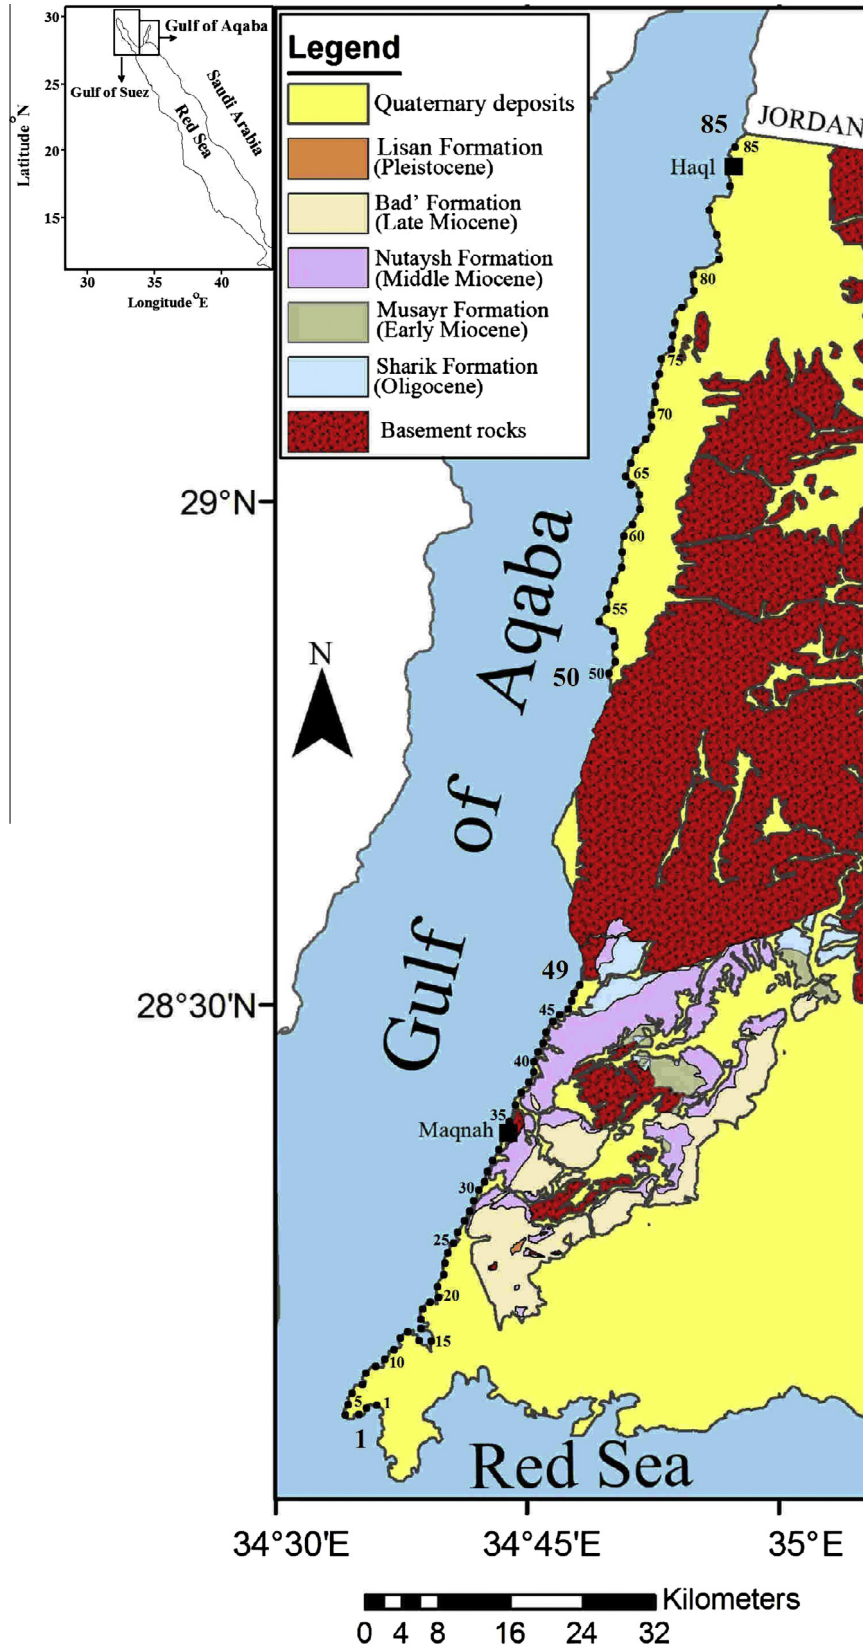 30
25
20
15
Latitude °N
30
35
40
Longitude °E
Gulf of Aqaba
Gulf of Suez
Red Sea
Saudi Arabia
Legend
Quaternary deposits
Lisan Formation
(Pleistocene)
Bad' Formation
(Late Miocene)
Nutaysh Formation
(Middle Miocene)
Musayr Formation
(Early Miocene)
Sharik Formation
(Oligocene)
Basement rocks
JORDAN
85
85
Haql
80
75
70
65
29°N
60
Gulf of Aqaba
55
N
50
50
49
28°30'N
45
40
35
Maqnah
30
25
20
15
10
5
1
1
Red Sea
34°30'E
34°45'E
35°E
Kilometers
0 4 8 16 24 32